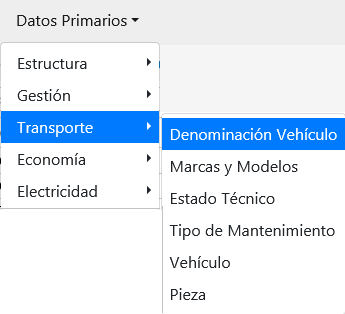 Datos Primarios
Estructura
Gestión
Transporte
Economía
Electricidad
Denominación Vehículo
Marcas y Modelos
Estado Técnico
Tipo de Mantenimiento
Vehículo
Pieza